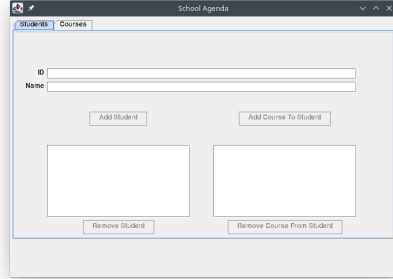 School Agenda
Students Courses
ID
Name
Add Student Add Course To Student
Remove Student Remove Course From Student